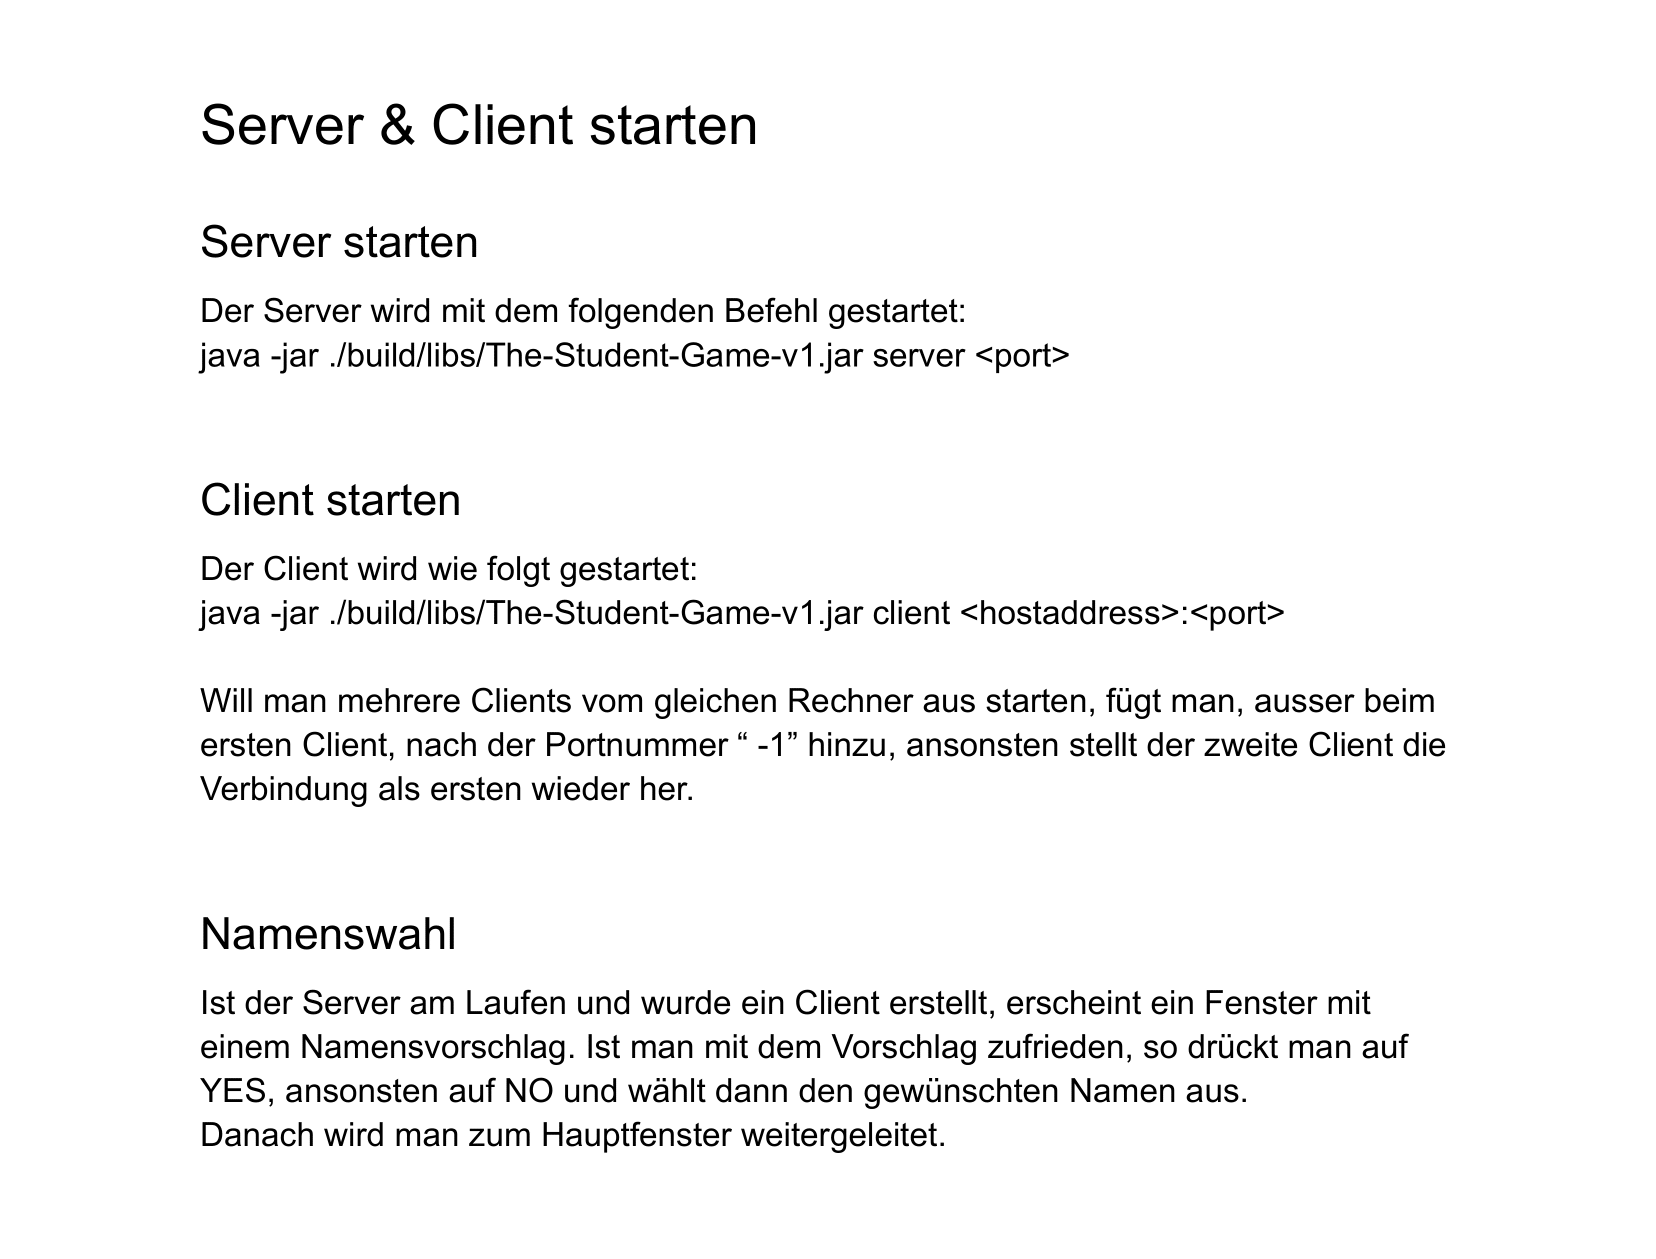 Server & Client starten
Server starten
Der Server wird mit dem folgenden Befehl gestartet:
java -jar ./build/libs/The-Student-Game-v1.jar server <port>
Client starten
Der Client wird wie folgt gestartet:
java -jar ./build/libs/The-Student-Game-v1.jar client <hostaddress>:<port>
Will man mehrere Clients vom gleichen Rechner aus starten, fügt man, ausser beim
ersten Client, nach der Portnummer “ -1” hinzu, ansonsten stellt der zweite Client die
Verbindung als ersten wieder her.
Namenswahl
Ist der Server am Laufen und wurde ein Client erstellt, erscheint ein Fenster mit
einem Namensvorschlag. Ist man mit dem Vorschlag zufrieden, so drückt man auf
YES, ansonsten auf NO und wählt dann den gewünschten Namen aus.
Danach wird man zum Hauptfenster weitergeleitet.